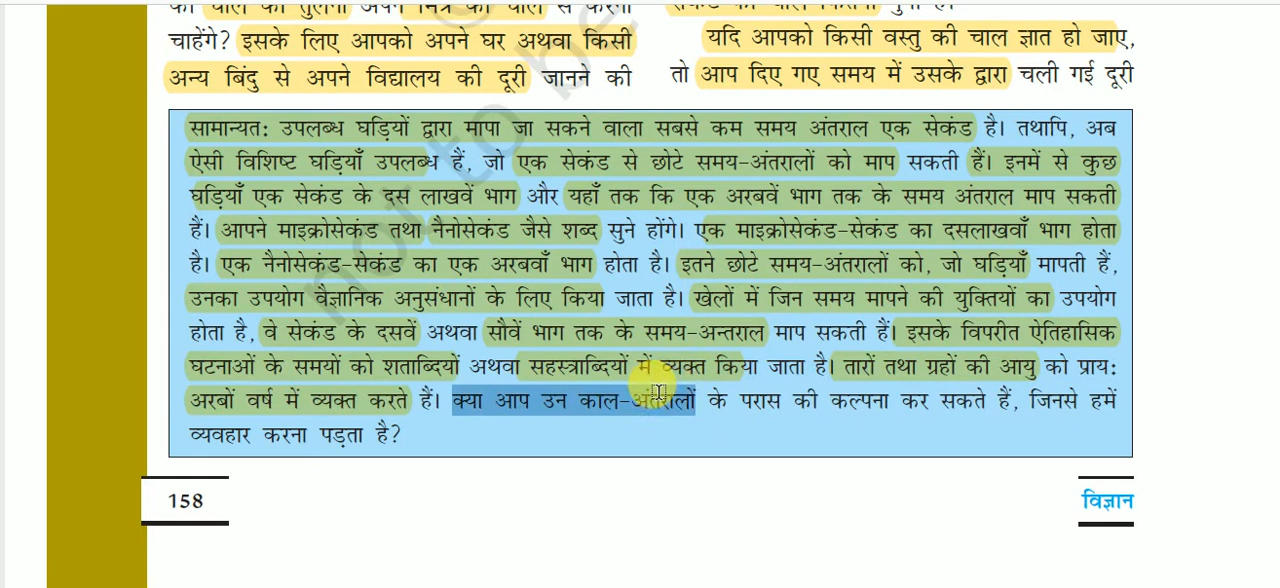 चाहेंगे? इसके लिए आपको अपने घर अथवा किसी
अन्य बिंदु से अपने विद्यालय की दूरी जानने की
यदि आपको किसी वस्तु की चाल ज्ञात हो जाए,
तो आप दिए गए समय में उसके द्वारा चली गई दूरी
सामान्यत: उपलब्ध घड़ियों द्वारा मापा जा सकने वाला सबसे कम समय अंतराल एक सेकंड है। तथापि, अब
ऐसी विशिष्ट घड़ियाँ उपलब्ध हैं, जो एक सेकंड से छोटे समय-अंतरालों को माप सकती हैं। इनमें से कुछ
घड़ियाँ एक सेकंड के दस लाखवें भाग और यहाँ तक कि एक अरबवें भाग तक के समय अंतराल माप सकती
हैं। आपने माइक्रोसेकंड तथा नैनोसेकंड जैसे शब्द सुने होंगे। एक माइक्रोसेकंड-सेकंड का दसलाखवाँ भाग होता
है। एक नैनोसेकंड-सेकंड का एक अरबवाँ भाग होता है। इतने छोटे समय-अंतरालों को, जो घड़ियाँ मापती हैं,
उनका उपयोग वैज्ञानिक अनुसंधानों के लिए किया जाता है। खेलों में जिन समय मापने की युक्तियों का उपयोग
होता है, वे सेकंड के दसवें अथवा सौवें भाग तक के समय-अन्तराल माप सकती हैं। इसके विपरीत ऐतिहासिक
घटनाओं के समयों को शताब्दियों अथवा सहस्त्राब्दियों में व्यक्त किया जाता है। तारों तथा ग्रहों की आयु को प्राय:
अरबों वर्ष में व्यक्त करते हैं। क्या आप उन काल-अंतरालों के परास की कल्पना कर सकते हैं, जिनसे हमें
व्यवहार करना पड़ता है?
158
विज्ञान
not to be